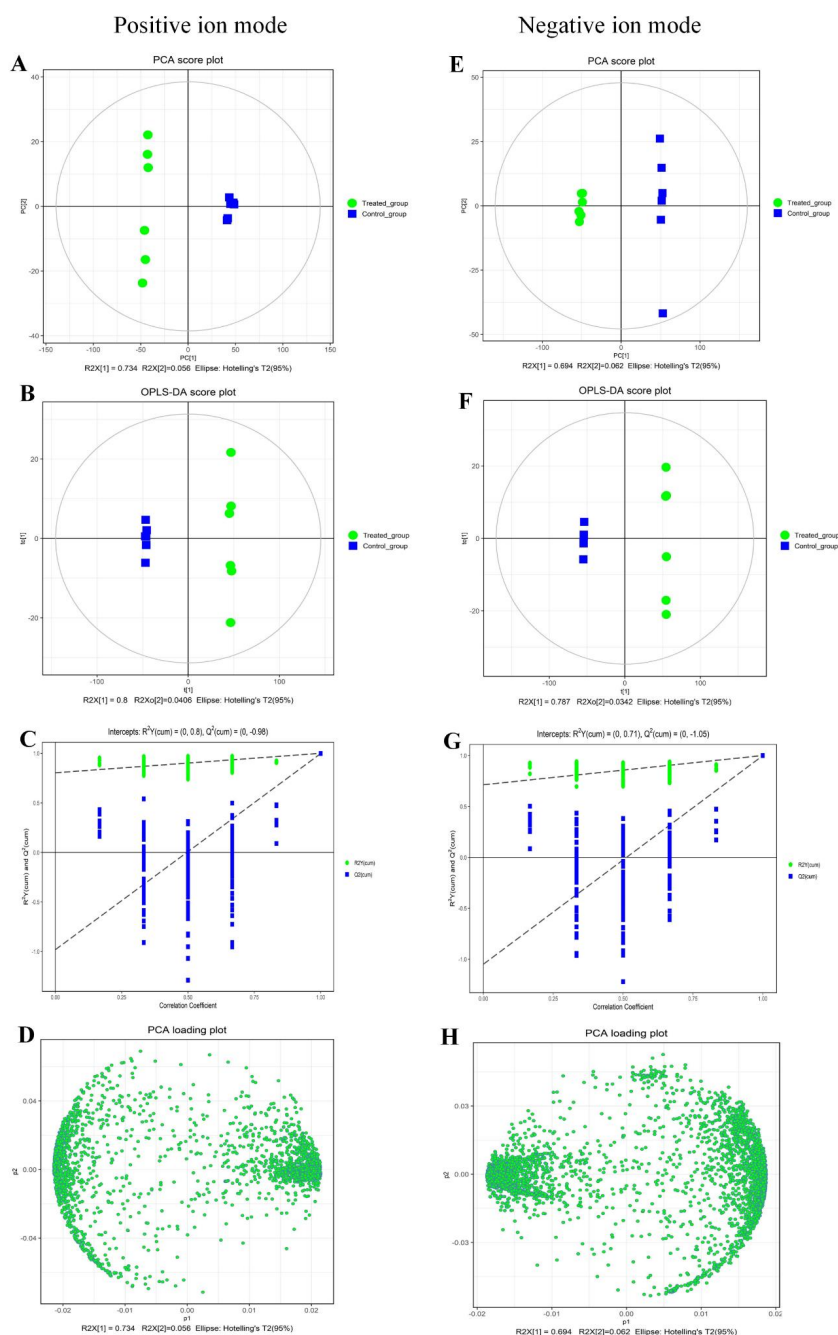 Positive ion mode
Negative ion mode
A
PCA score plot
40
20
0
-20
-40
PC[2]
-150
-100
-50
0
50
100
150
PC[1]
R2X[1] = 0.734 R2X[2]=0.056 Ellipse: Hotelling's T2(95%)
Treated_group
Control_group
E
PCA score plot
50
25
0
-25
-50
PC[2]
-100
0
100
PC[1]
R2X[1] = 0.694 R2X[2]=0.062 Ellipse: Hotelling's T2(95%)
Treated_group
Control_group
B
OPLS-DA score plot
20
0
-20
to[1]
-100
0
100
t[1]
R2X[1] = 0.8 R2Xo[2]=0.0406 Ellipse: Hotelling's T2(95%)
Treated_group
Control_group
F
OPLS-DA score plot
20
0
-20
to[1]
-100
0
100
t[1]
R2X[1] = 0.787 R2Xo[2]=0.0342 Ellipse: Hotelling's T2(95%)
Treated_group
Control_group
C
Intercepts: R²Y(cum) = (0, 0.8), Q²(cum) = (0, -0.98)
1.0
0.5
0.0
-0.5
-1.0
R²Y(cum) and Q²(cum)
0.00
0.25
0.50
0.75
1.00
Correlation Coefficient
R2Y(cum)
Q2(cum)
G
Intercepts: R²Y(cum) = (0, 0.71), Q²(cum) = (0, -1.05)
1.0
0.5
0.0
-0.5
-1.0
R²Y(cum) and Q²(cum)
0.00
0.25
0.50
0.75
1.00
Correlation Coefficient
R2Y(cum)
Q2(cum)
D
PCA loading plot
0.04
0.00
-0.04
p2
-0.02
-0.01
0.00
0.01
0.02
p1
R2X[1] = 0.734 R2X[2]=0.056 Ellipse: Hotelling's T2(95%)
H
PCA loading plot
0.03
0.00
-0.03
p2
-0.02
-0.01
0.00
0.01
0.02
p1
R2X[1] = 0.694 R2X[2]=0.062 Ellipse: Hotelling's T2(95%)